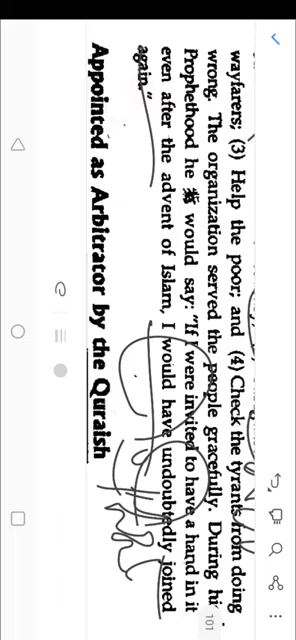 wayfarers; (3) Help the poor; and (4) Check the tyrants from doing
wrong. The organization served the people gracefully. During hi
Prophethood he ﷺ would say: "If I were invited to have a hand in it
even after the advent of Islam, I would have undoubtedly joined
again."
Appointed as Arbitrator by the Quraish
101